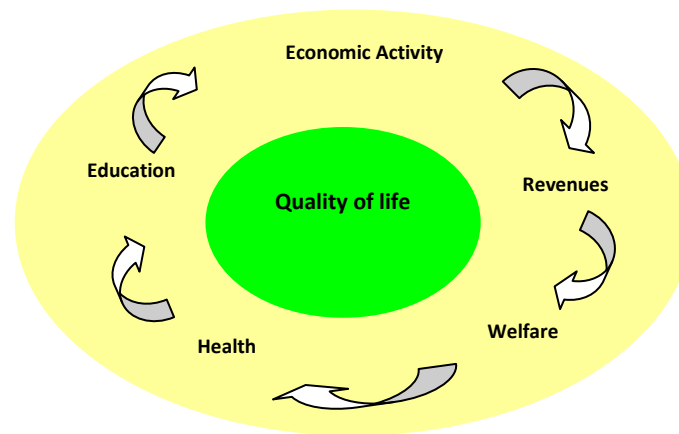 Economic Activity
Education
Quality of life
Revenues
Welfare
Health